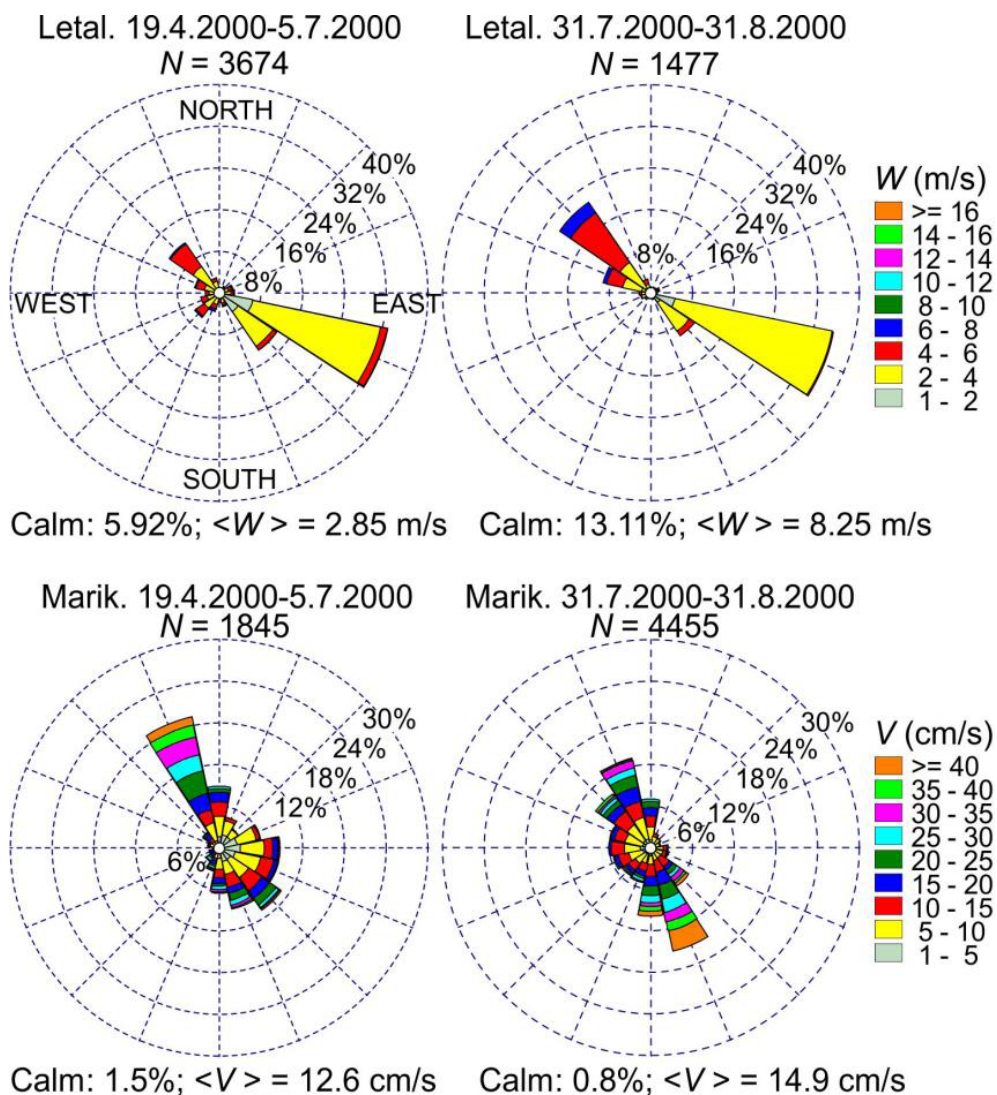 Letal. 19.4.2000-5.7.2000
N = 3674
NORTH
40%
32%
24%
16%
8%
WEST
EAST
SOUTH
Calm: 5.92%; <W > = 2.85 m/s
Letal. 31.7.2000-31.8.2000
N = 1477
40%
32%
24%
16%
8%
Calm: 13.11%; <W > = 8.25 m/s
W (m/s)
>= 16
14 - 16
12 - 14
10 - 12
8 - 10
6 - 8
4 - 6
2 - 4
1 - 2
Marik. 19.4.2000-5.7.2000
N = 1845
30%
24%
18%
12%
6%
Calm: 1.5%; <V > = 12.6 cm/s
Marik. 31.7.2000-31.8.2000
N = 4455
30%
24%
18%
12%
6%
Calm: 0.8%; <V > = 14.9 cm/s
V (cm/s)
>= 40
35 - 40
30 - 35
25 - 30
20 - 25
15 - 20
10 - 15
5 - 10
1 - 5